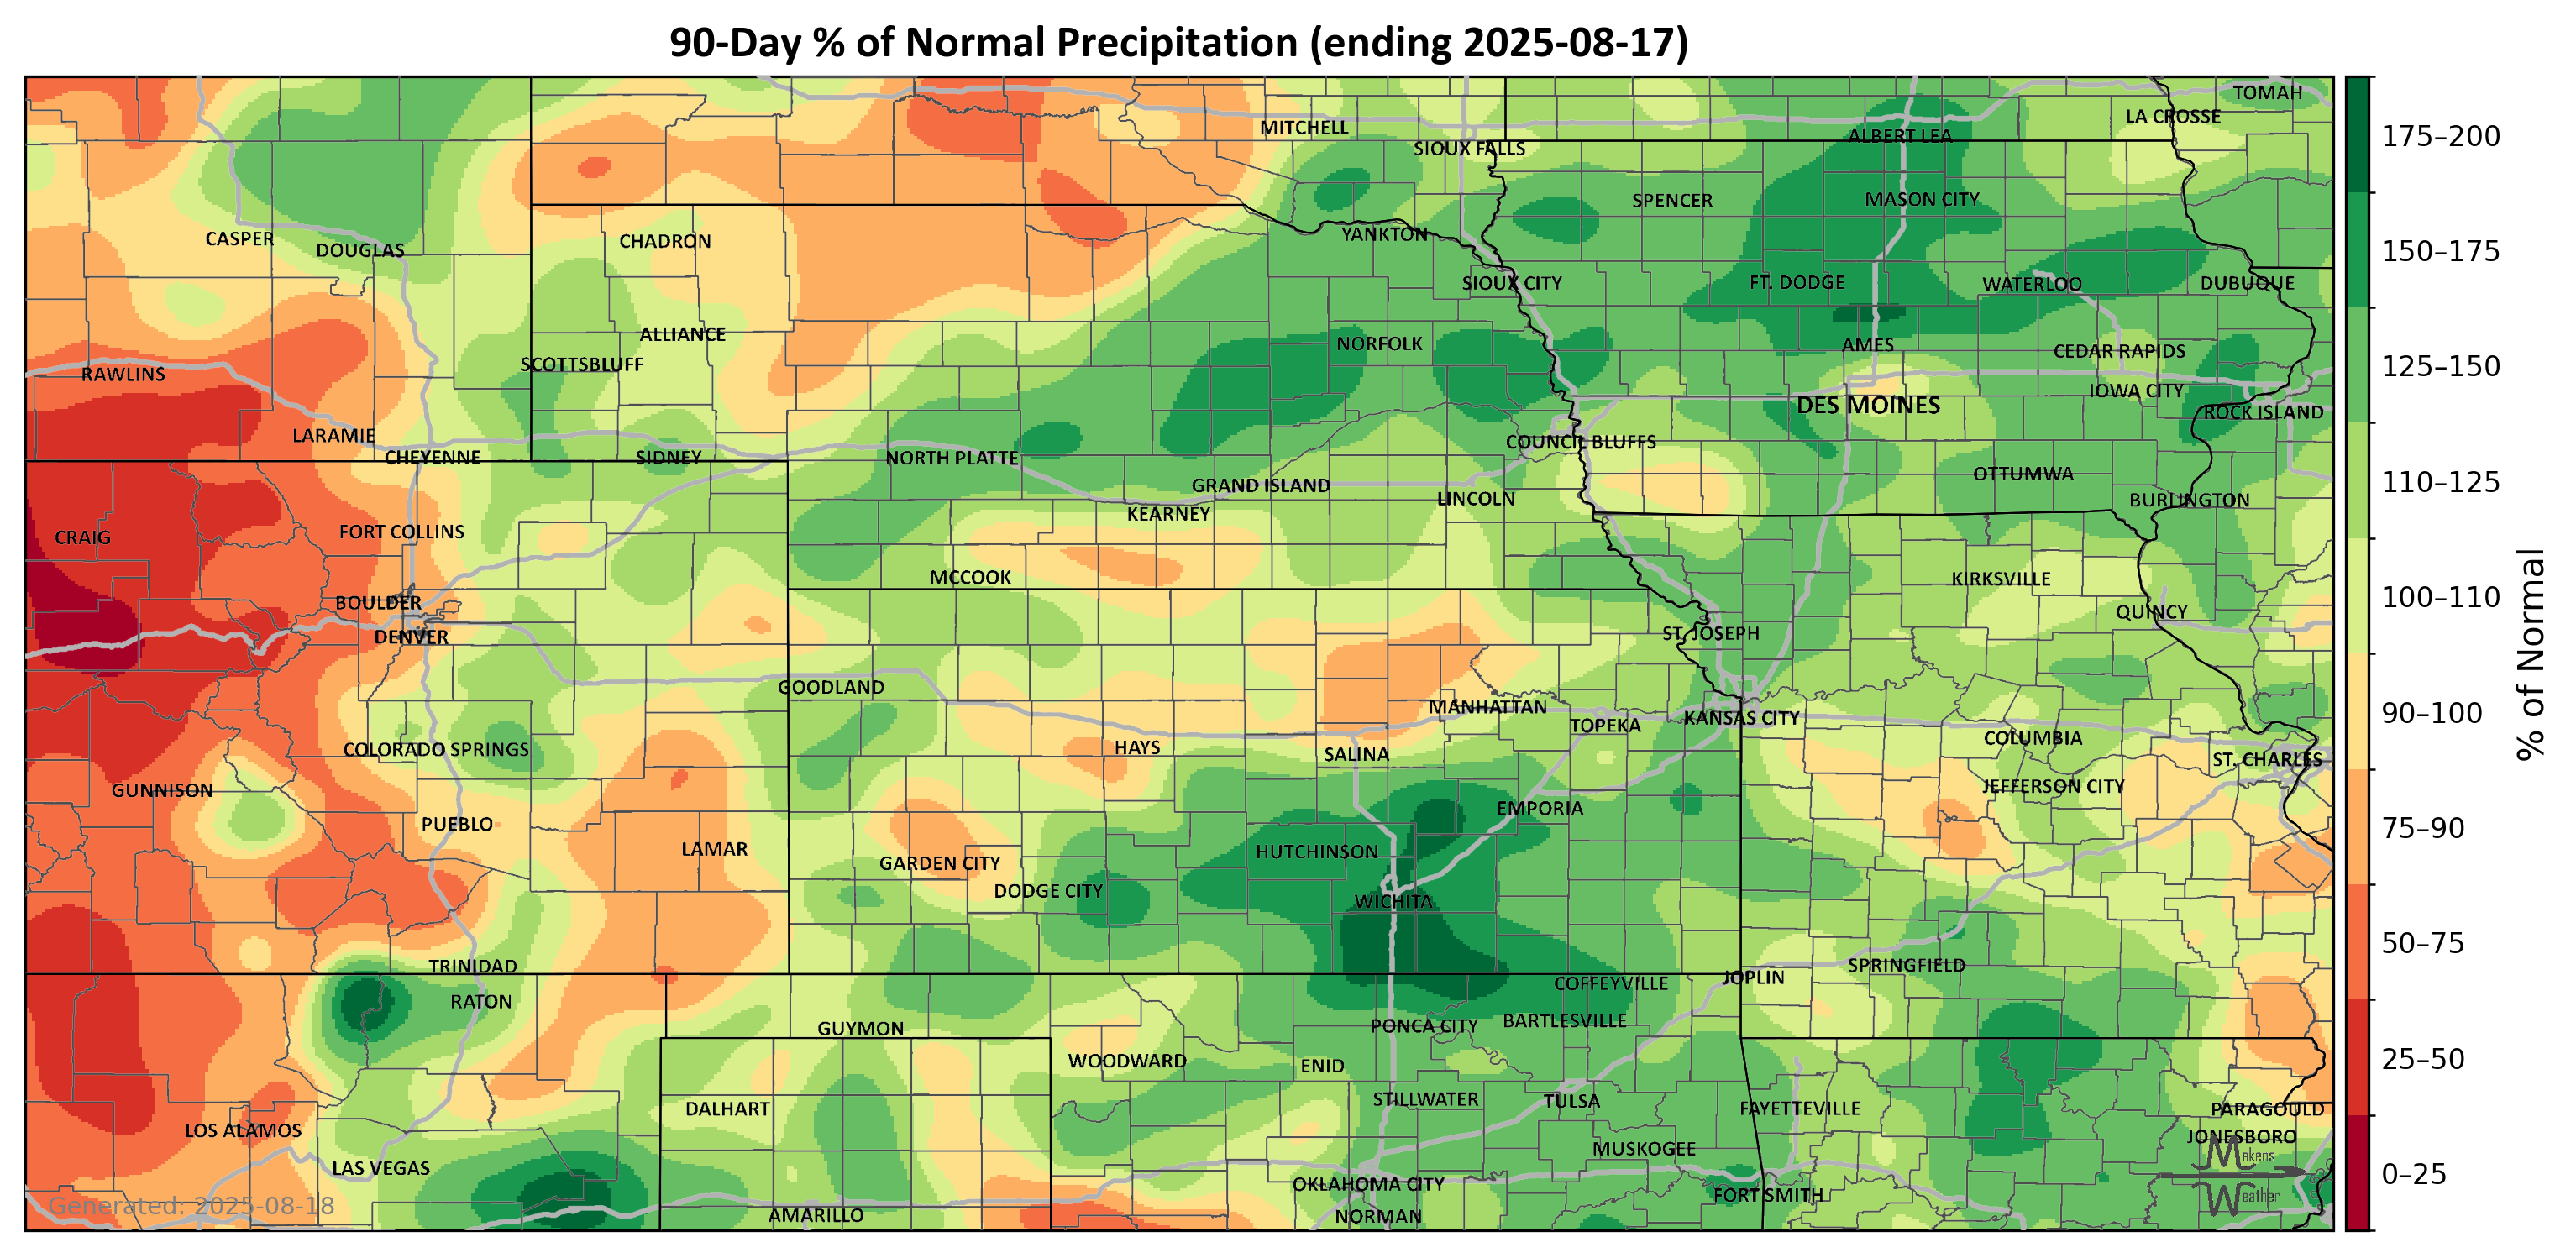 90-Day % of Normal Precipitation (ending 2025-08-17)
TOMAH
LA CROSSE
MITCHELL
ALBERT LEA
SIOUX FALLS
SPENCER
MASON CITY
YANKTON
CASPER
DOUGLAS
CHADRON
SIOUX CITY
FT. DODGE
WATERLOO
DUBUQUE
ALLIANCE
NORFOLK
AMES
CEDAR RAPIDS
SCOTTSBLUFF
RAWLINS
IOWA CITY
DES MOINES
ROCK ISLAND
LARAMIE
COUNCIL BLUFFS
CHEYENNE
SIDNEY
NORTH PLATTE
OTTUMWA
GRAND ISLAND
LINCOLN
BURLINGTON
KEARNEY
CRAIG
FORT COLLINS
MCCOOK
KIRKSVILLE
BOULDER
QUINCY
DENVER
ST. JOSEPH
GOODLAND
MANHATTAN
KANSAS CITY
TOPEKA
COLUMBIA
COLORADO SPRINGS
HAYS
SALINA
ST. CHARLES
GUNNISON
JEFFERSON CITY
EMPORIA
PUEBLO
LAMAR
HUTCHINSON
GARDEN CITY
DODGE CITY
WICHITA
TRINIDAD
SPRINGFIELD
JOPLIN
COFFEYVILLE
RATON
GUYMON
PONCA CITY
BARTLESVILLE
WOODWARD
ENID
DALHART
STILLWATER
TULSA
FAYETTEVILLE
PARAGOULD
LOS ALAMOS
JONESBORO
MUSKOGEE
LAS VEGAS
OKLAHOMA CITY
FORT SMITH
AMARILLO
NORMAN
Generated: 2025-08-18
Makens
Weather
175–200
150–175
125–150
110–125
100–110
90–100
75–90
50–75
25–50
0–25
% of Normal